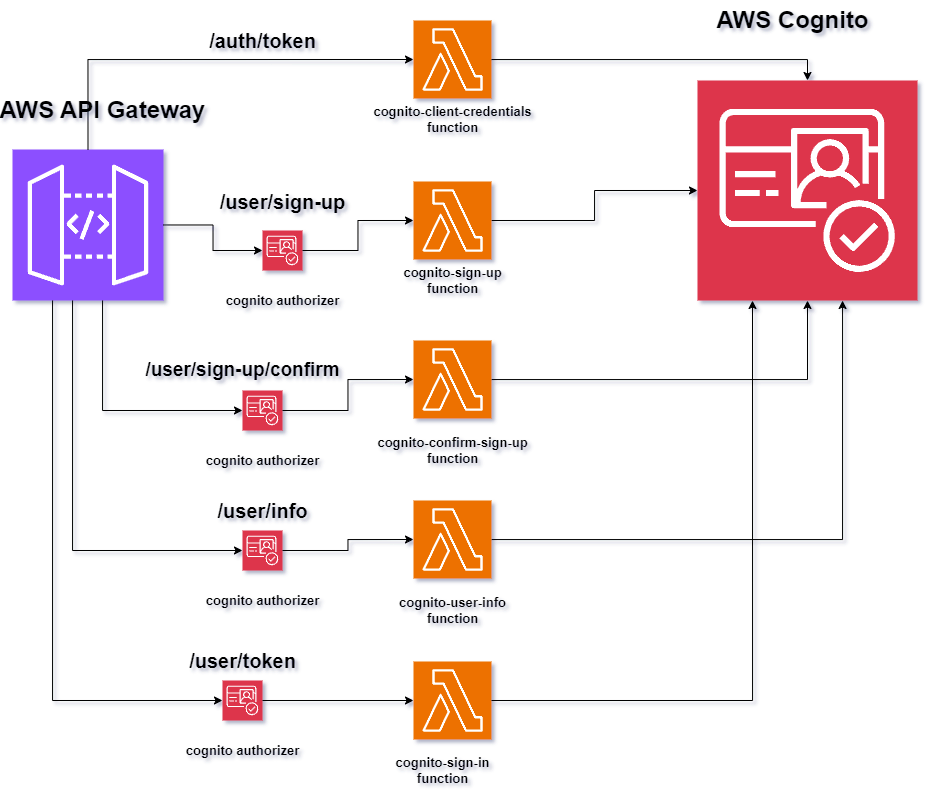 AWS Cognito
/auth/token
cognito-client-credentials
function
AWS API Gateway
/user/sign-up
cognito authorizer
cognito-sign-up
function
/user/sign-up/confirm
cognito authorizer
cognito-confirm-sign-up
function
/user/info
cognito authorizer
cognito-user-info
function
/user/token
cognito authorizer
cognito-sign-in
function